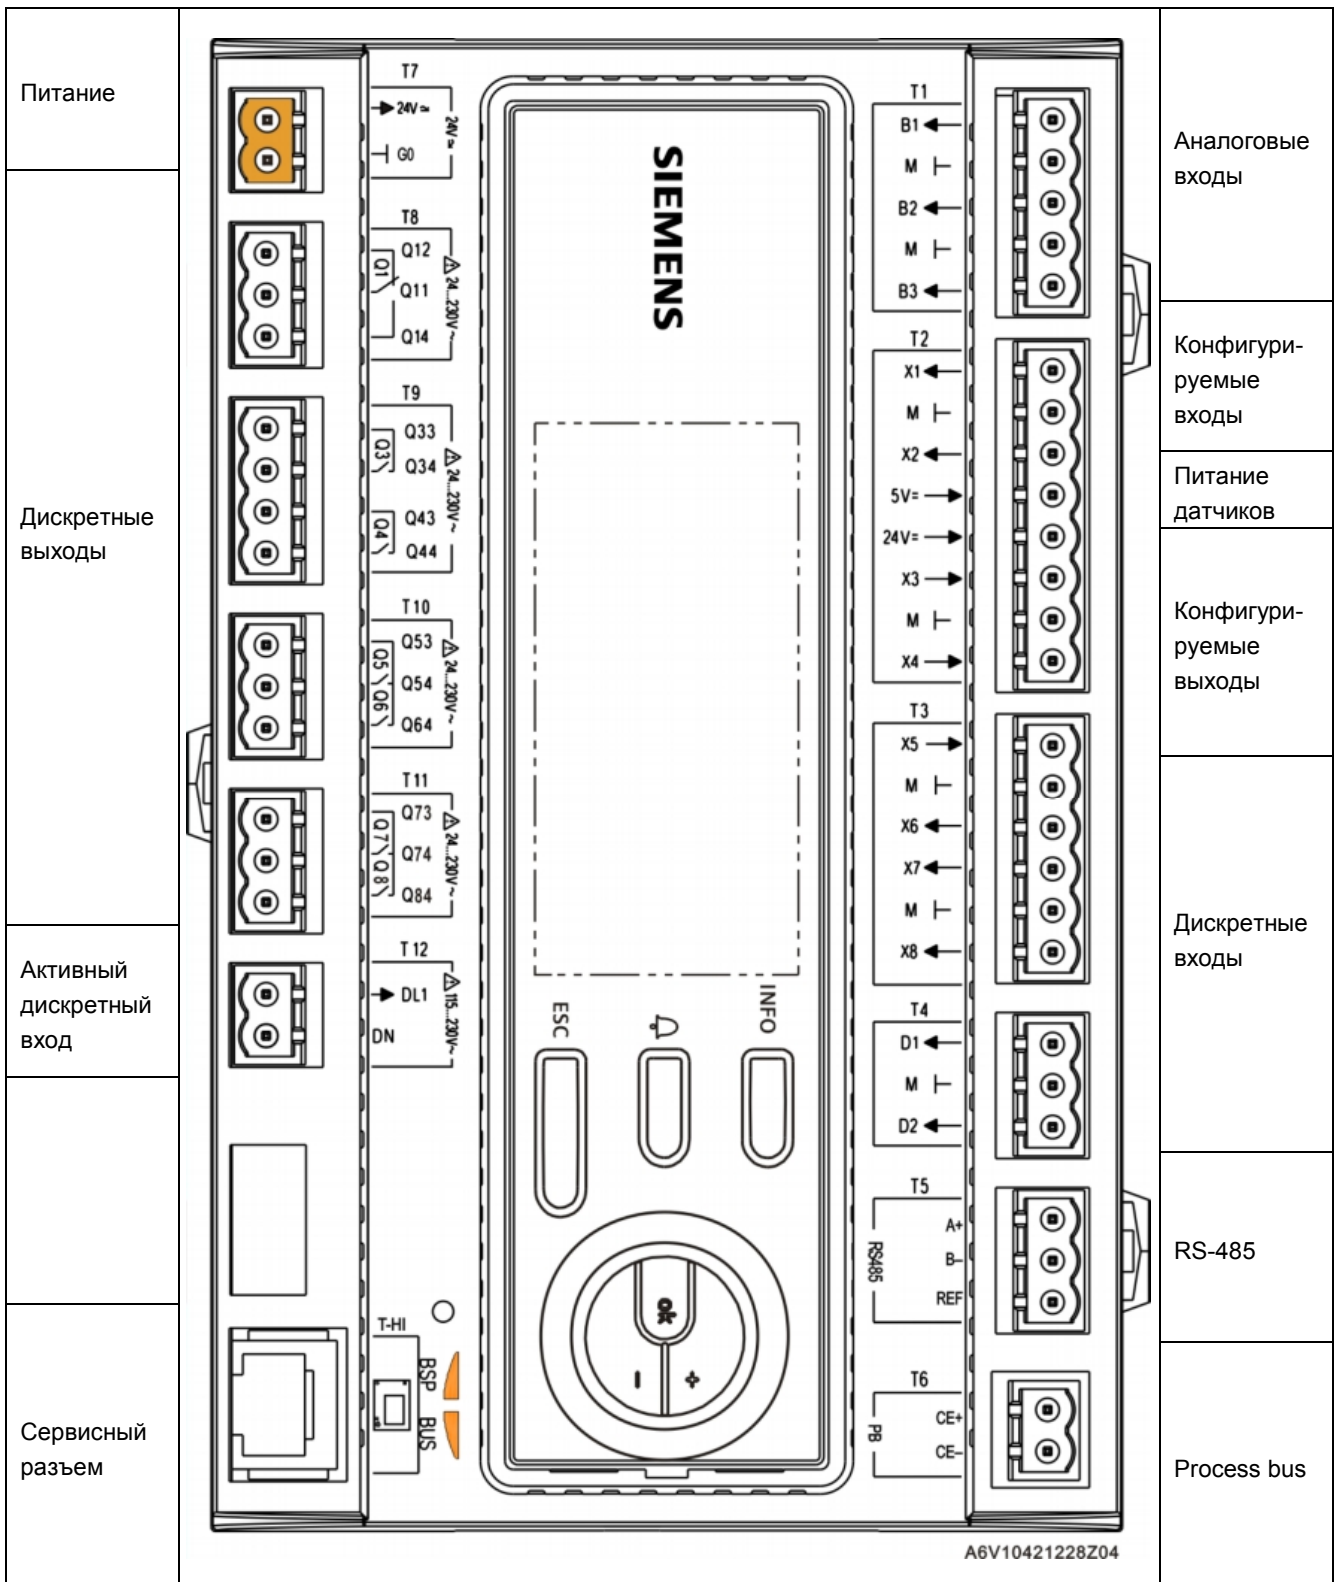 Питание
Дискретные
выходы
Активный
дискретный
вход
Сервисный
разъем
T7
24V ≃
G0
24V≃
T8
Q12
Q1
Q11
Q14
⚠ 24...230V~
T9
Q33
Q3
Q34
Q43
Q4
Q44
⚠ 24...230V~
T10
Q53
Q5
Q54
Q6
Q64
⚠ 24...230V~
T11
Q73
Q7
Q74
Q8
Q84
⚠ 24...230V~
T12
DL1
DN
⚠ 115...230V~
T-HI
BSP
BUS
SIEMENS
ESC
INFO
ok
–
+
T1
B1
M
B2
M
B3
T2
X1
M
X2
5V=
24V=
X3
M
X4
T3
X5
M
X6
X7
M
X8
T4
D1
M
D2
T5
A+
B–
REF
RS485
T6
CE+
CE–
PB
Аналоговые
входы
Конфигури-
руемые
входы
Питание
датчиков
Конфигури-
руемые
выходы
Дискретные
входы
RS-485
Process bus
A6V10421228Z04